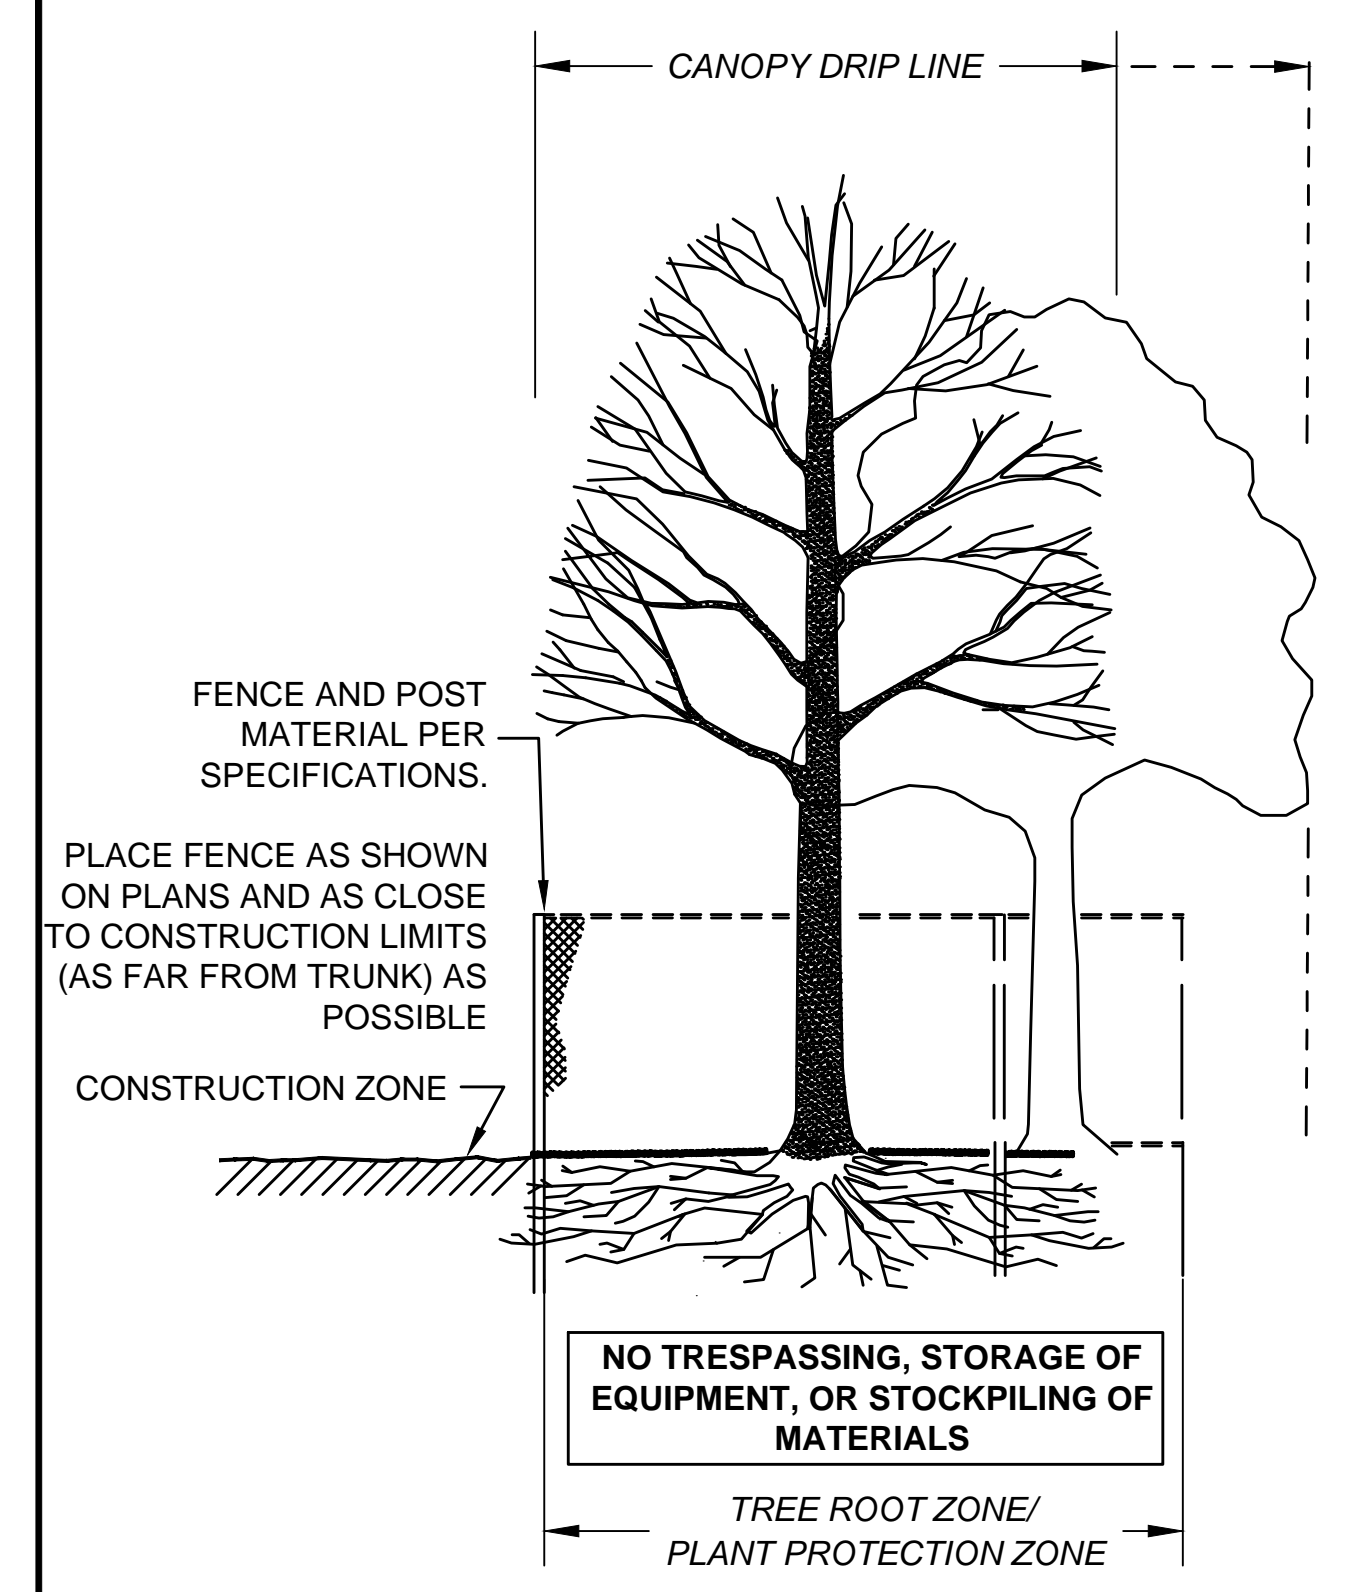 CANOPY DRIP LINE
FENCE AND POST
MATERIAL PER
SPECIFICATIONS.
PLACE FENCE AS SHOWN
ON PLANS AND AS CLOSE
TO CONSTRUCTION LIMITS
(AS FAR FROM TRUNK) AS
POSSIBLE
CONSTRUCTION ZONE
NO TRESPASSING, STORAGE OF
EQUIPMENT, OR STOCKPILING OF
MATERIALS
TREE ROOT ZONE/
PLANT PROTECTION ZONE